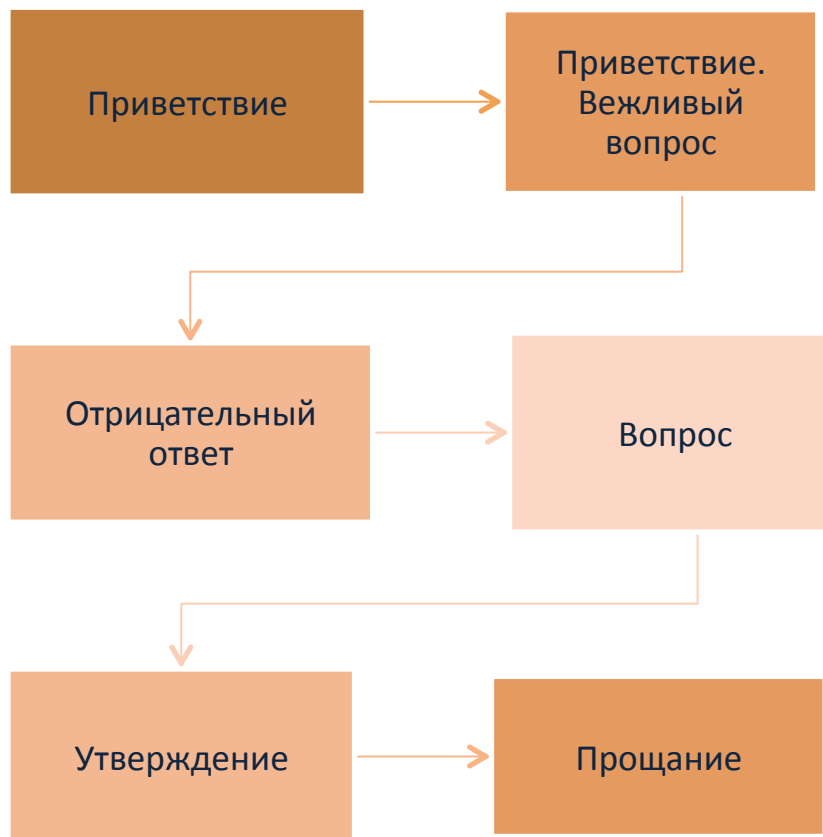 Приветствие
Приветствие.
Вежливый
вопрос
Отрицательный
ответ
Вопрос
Утверждение
Прощание